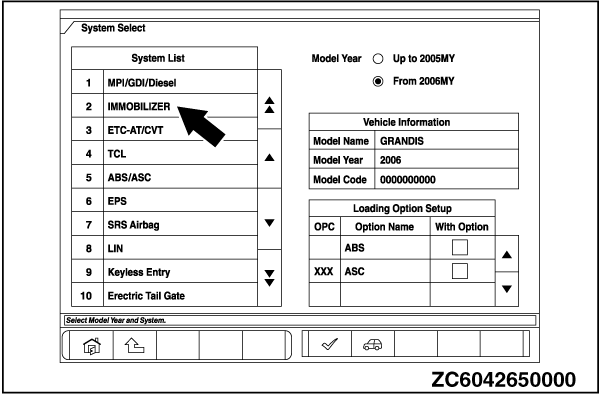 System Select
System List
1 MPI/GDI/Diesel
2 IMMOBILIZER
3 ETC-AT/CVT
4 TCL
5 ABS/ASC
6 EPS
7 SRS Airbag
8 LIN
9 Keyless Entry
10 Erectric Tail Gate
Model Year Up to 2005MY
From 2006MY
Vehicle Information
Model Name GRANDIS
Model Year 2006
Model Code 0000000000
Loading Option Setup
OPC Option Name With Option
ABS
XXX ASC
Select Model Year and System.
ZC6042650000